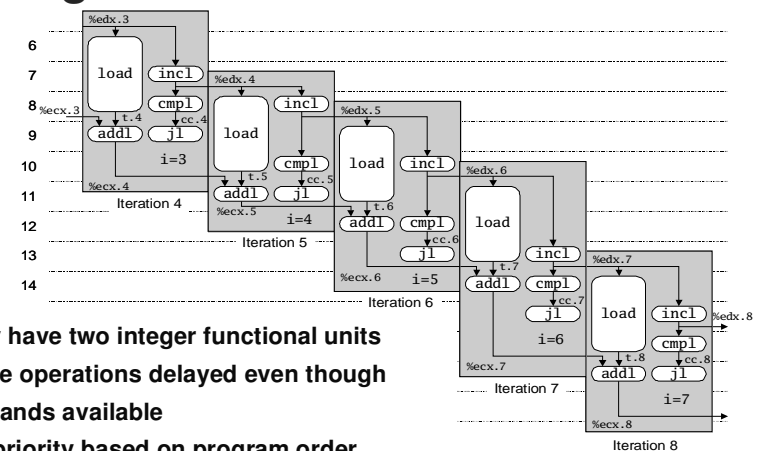 %edx.3
6
load
incl
7
%edx.4
8
cmpl
load
incl
%ecx.3
t.4
cc.4
%edx.5
9
addl
jl
load
10
i=3
cmpl
incl
%edx.6
t.5
cc.5
11
%ecx.4
addl
jl
load
Iteration 4
%ecx.5
i=4
t.6
12
addl
cmpl
Iteration 5
cc.6
13
jl
incl
%edx.7
t.7
14
%ecx.6
i=5
addl
cmpl
load
Iteration 6
cc.7
jl
incl
%edx.8
have two integer functional units
i=6
cmpl
t.8
cc.8
%ecx.7
addl
jl
e operations delayed even though
Iteration 7
i=7
ands available
%ecx.8
priority based on program order
Iteration 8